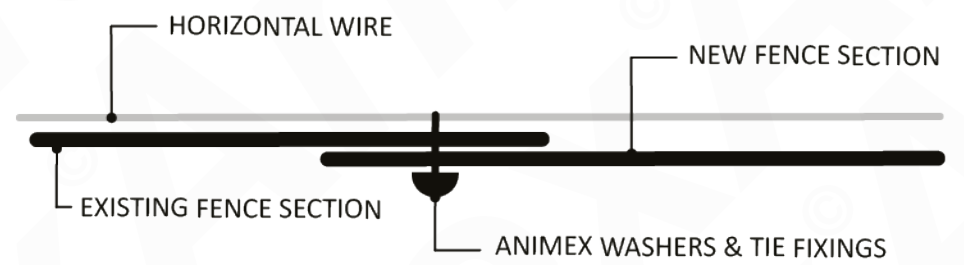 HORIZONTAL WIRE
NEW FENCE SECTION
EXISTING FENCE SECTION
ANIMEX WASHERS & TIE FIXINGS